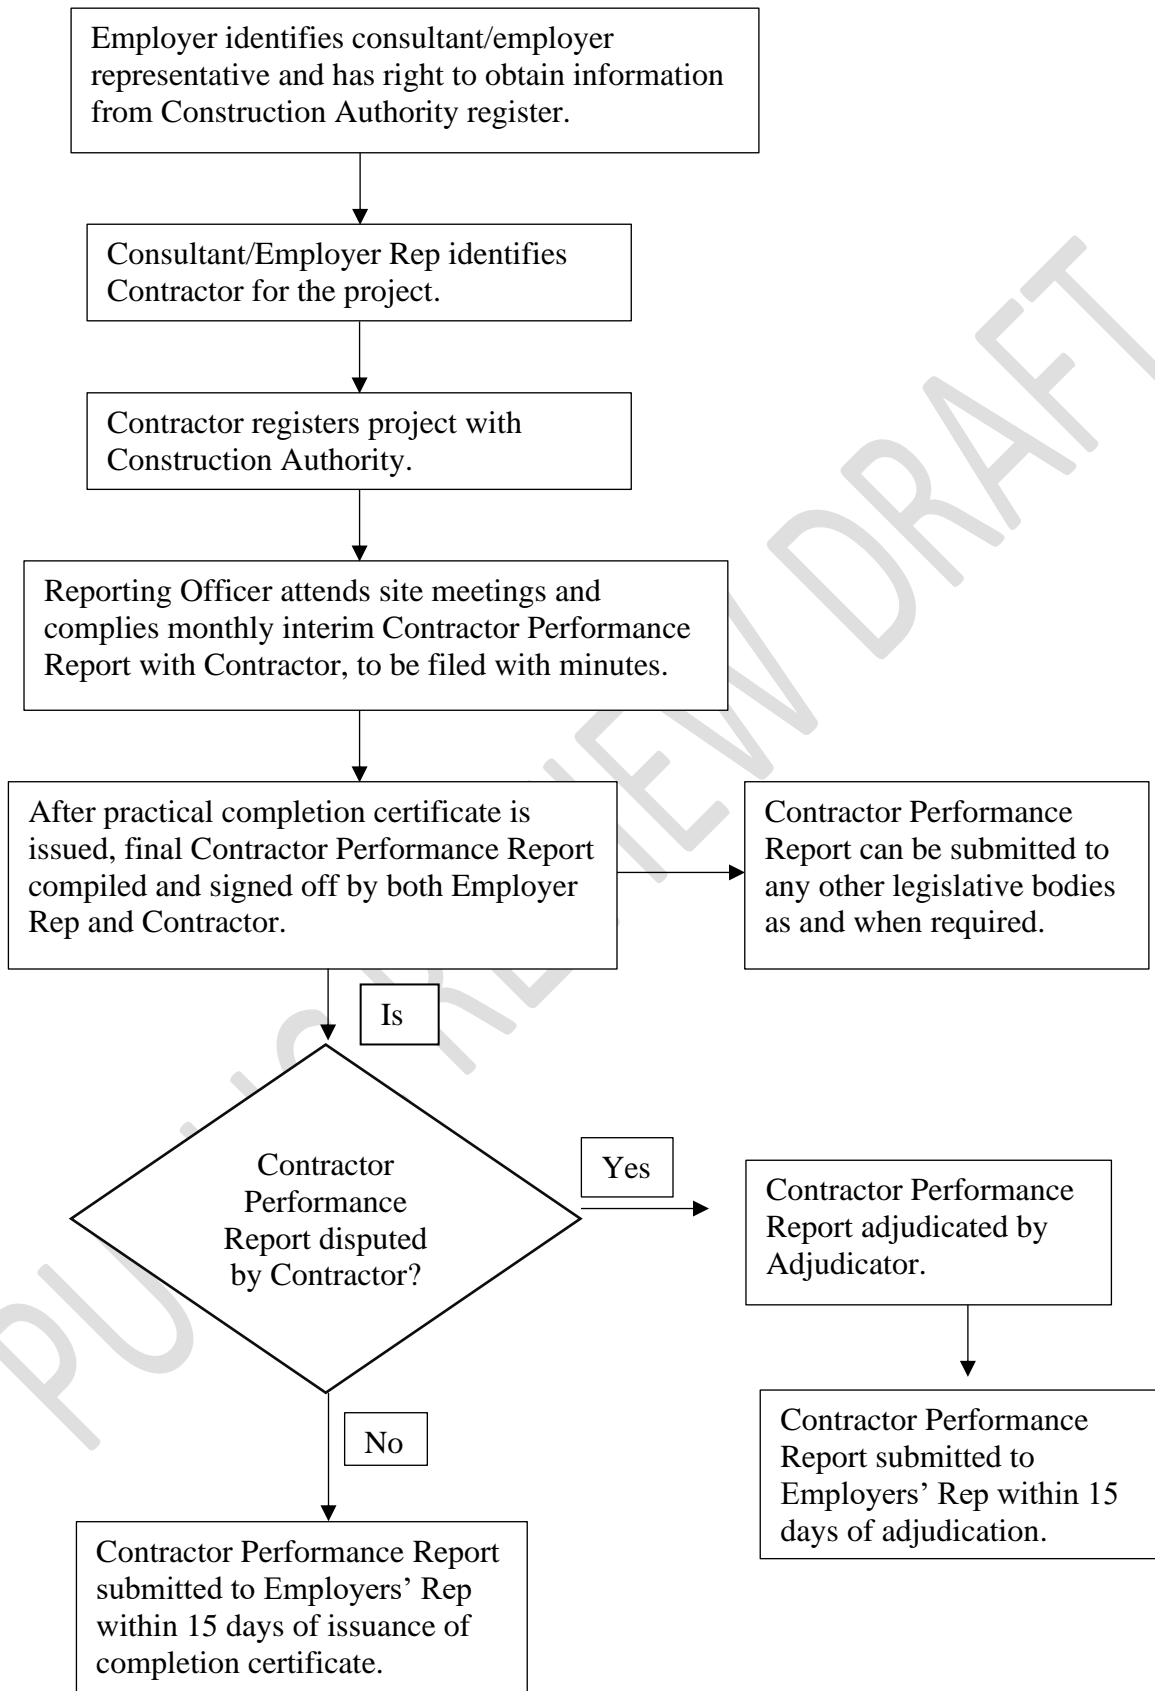 Employer identifies consultant/employer
representative and has right to obtain information
from Construction Authority register.
Consultant/Employer Rep identifies
Contractor for the project.
Contractor registers project with
Construction Authority.
Reporting Officer attends site meetings and
complies monthly interim Contractor Performance
Report with Contractor, to be filed with minutes.
After practical completion certificate is
issued, final Contractor Performance Report
compiled and signed off by both Employer
Rep and Contractor.
Contractor Performance
Report can be submitted to
any other legislative bodies
as and when required.
Is
Contractor
Performance
Report disputed
by Contractor?
Yes
Contractor Performance
Report adjudicated by
Adjudicator.
No
Contractor Performance
Report submitted to
Employers’ Rep within 15
days of adjudication.
Contractor Performance Report
submitted to Employers’ Rep
within 15 days of issuance of
completion certificate.
PUBLIC REVIEW DRAFT